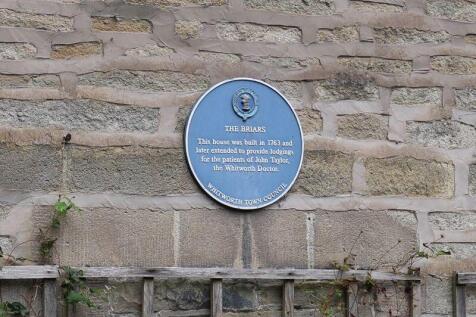 THE BRIARS
This house was built in 1763 and
later extended to provide lodgings
for the patients of John Taylor,
the Whitworth Doctor.
WHITWORTH TOWN COUNCIL